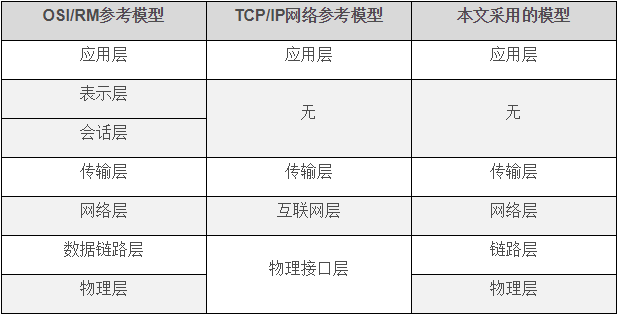 OSI/RM参考模型 TCP/IP网络参考模型 本文采用的模型
应用层 应用层 应用层
表示层
无 无
会话层
传输层 传输层 传输层
网络层 互联网层 网络层
数据链路层 链路层
物理接口层
物理层 物理层